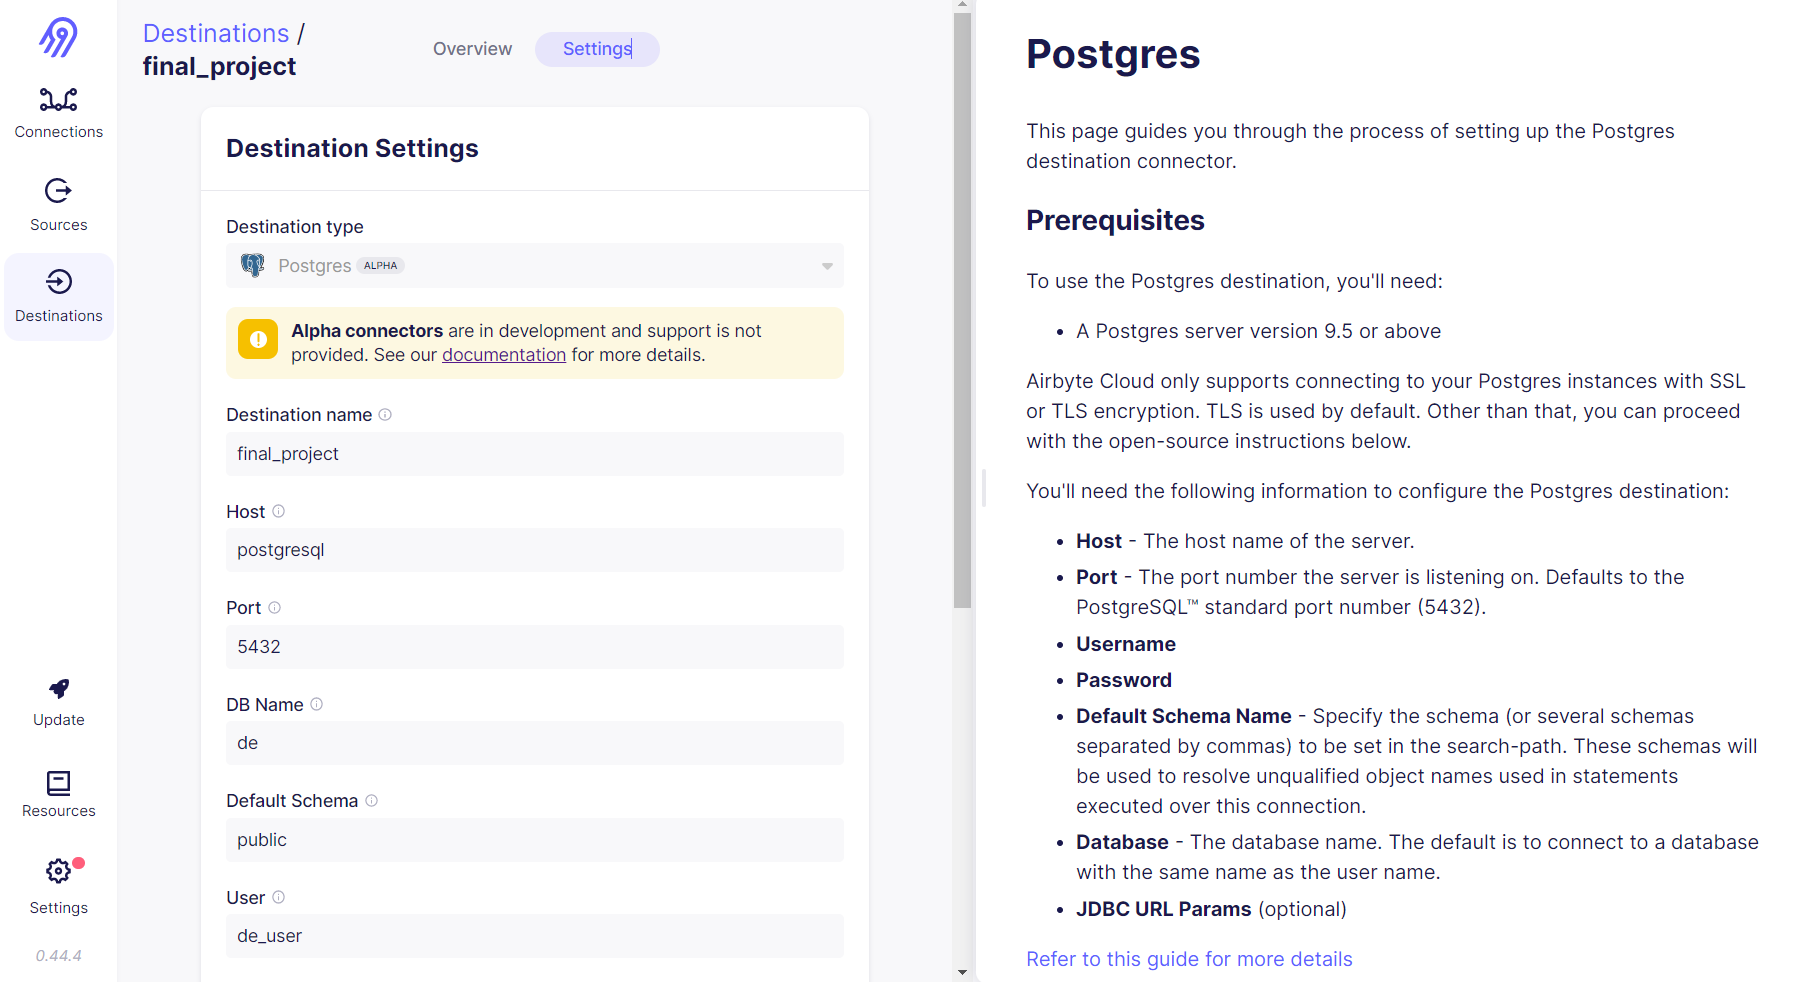 Connections
Sources
Destinations
Update
Resources
Settings
0.44.4
Destinations /
final_project
Overview
Settings
Destination Settings
Destination type
Postgres ALPHA
Alpha connectors are in development and support is not
provided. See our documentation for more details.
Destination name
final_project
Host
postgresql
Port
5432
DB Name
de
Default Schema
public
User
de_user
Postgres
This page guides you through the process of setting up the Postgres
destination connector.
Prerequisites
To use the Postgres destination, you'll need:
• A Postgres server version 9.5 or above
Airbyte Cloud only supports connecting to your Postgres instances with SSL
or TLS encryption. TLS is used by default. Other than that, you can proceed
with the open-source instructions below.
You'll need the following information to configure the Postgres destination:
• Host - The host name of the server.
• Port - The port number the server is listening on. Defaults to the
PostgreSQL™ standard port number (5432).
• Username
• Password
• Default Schema Name - Specify the schema (or several schemas
separated by commas) to be set in the search-path. These schemas will
be used to resolve unqualified object names used in statements
executed over this connection.
• Database - The database name. The default is to connect to a database
with the same name as the user name.
• JDBC URL Params (optional)
Refer to this guide for more details